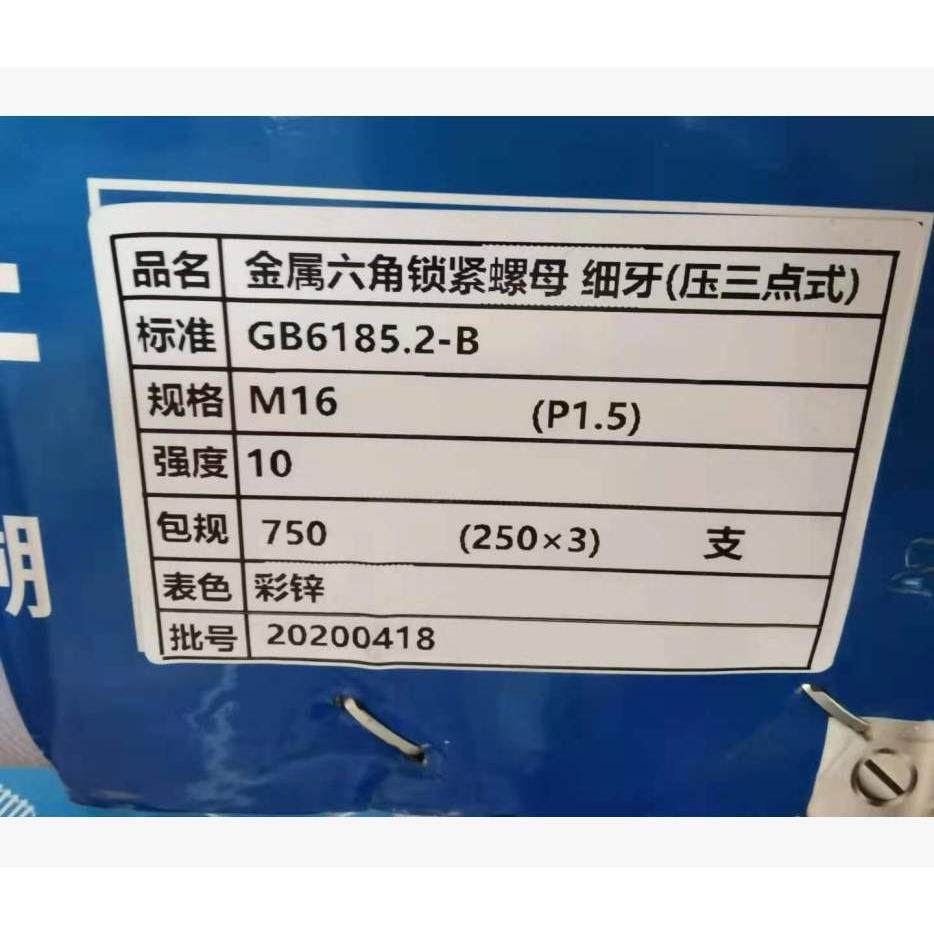 品名 金属六角锁紧螺母 细牙(压三点式)
标准 GB6185.2-B
规格 M16 (P1.5)
强度 10
包规 750 (250×3) 支
表色 彩锌
批号 20200418